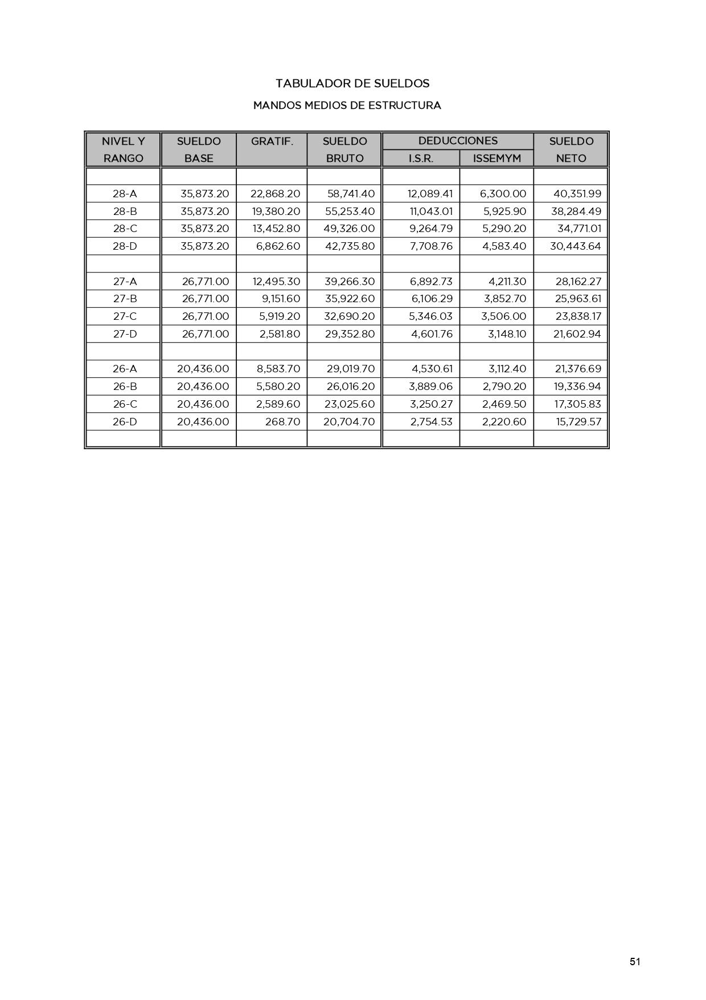 TABULADOR DE SUELDOS
MANDOS MEDIOS DE ESTRUCTURA
NIVEL Y SUELDO GRATIF. SUELDO DEDUCCIONES SUELDO
RANGO BASE BRUTO I.S.R. ISSEMYM NETO
28-A 35,873.20 22,868.20 58,741.40 12,089.41 6,300.00 40,351.99
28-B 35,873.20 19,380.20 55,253.40 11,043.01 5,925.90 38,284.49
28-C 35,873.20 13,452.80 49,326.00 9,264.79 5,290.20 34,771.01
28-D 35,873.20 6,862.60 42,735.80 7,708.76 4,583.40 30,443.64
27-A 26,771.00 12,495.30 39,266.30 6,892.73 4,211.30 28,162.27
27-B 26,771.00 9,151.60 35,922.60 6,106.29 3,852.70 25,963.61
27-C 26,771.00 5,919.20 32,690.20 5,346.03 3,506.00 23,838.17
27-D 26,771.00 2,581.80 29,352.80 4,601.76 3,148.10 21,602.94
26-A 20,436.00 8,583.70 29,019.70 4,530.61 3,112.40 21,376.69
26-B 20,436.00 5,580.20 26,016.20 3,889.06 2,790.20 19,336.94
26-C 20,436.00 2,589.60 23,025.60 3,250.27 2,469.50 17,305.83
26-D 20,436.00 268.70 20,704.70 2,754.53 2,220.60 15,729.57
51